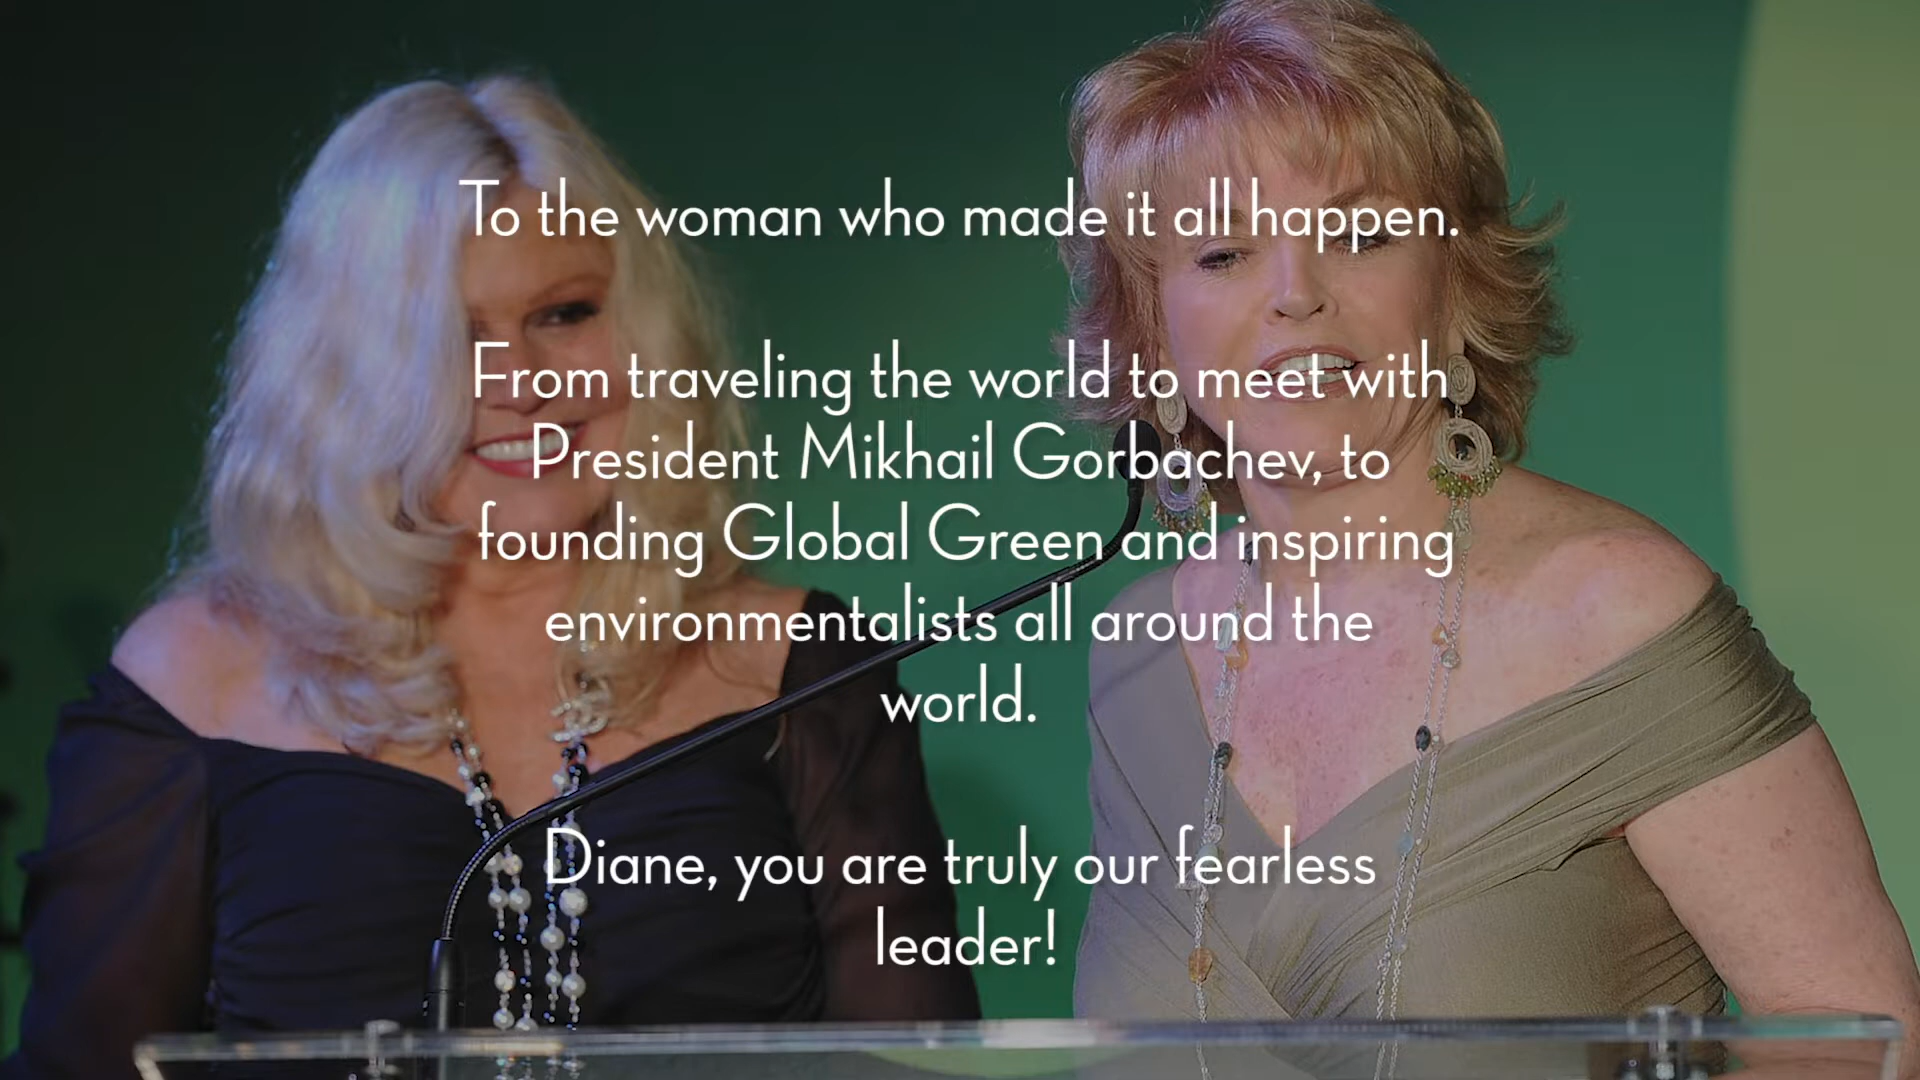 To the woman who made it all happen.
From traveling the world to meet with
President Mikhail Gorbachev, to
founding Global Green and inspiring
environmentalists all around the
world.
Diane, you are truly our fearless
leader!